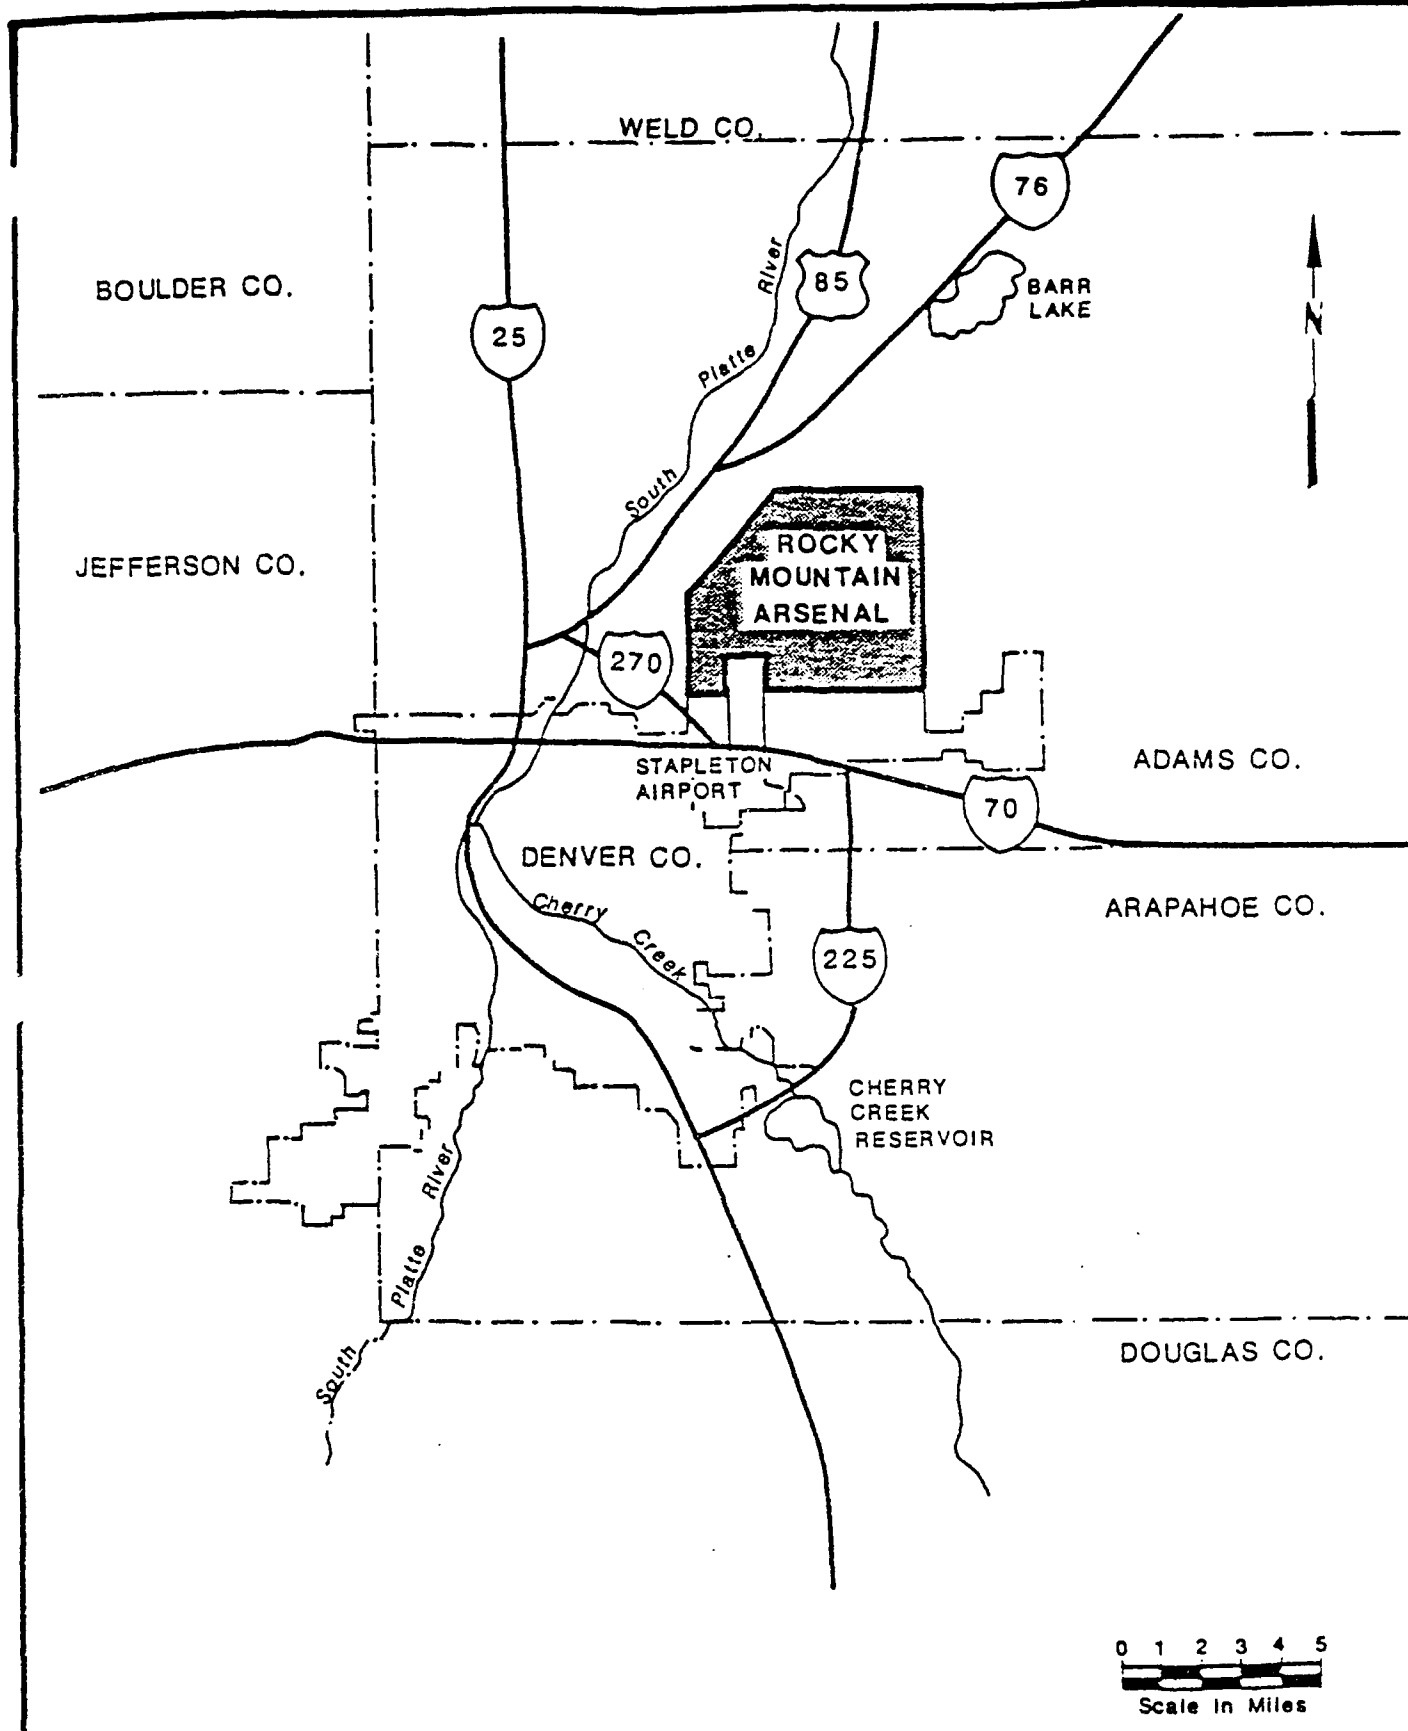 WELD CO.
76
BOULDER CO.
River
85
BARR
LAKE
25
N
Platte
South
ROCKY
MOUNTAIN
ARSENAL
JEFFERSON CO.
270
STAPLETON
AIRPORT
ADAMS CO.
70
DENVER CO.
Cherry
Creek
ARAPAHOE CO.
225
CHERRY
CREEK
RESERVOIR
River
Platte
South
DOUGLAS CO.
0 1 2 3 4 5
Scale in Miles